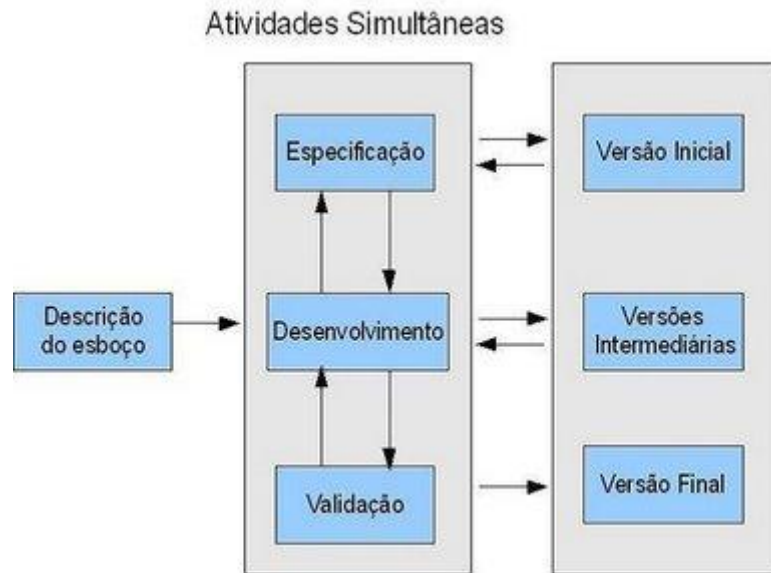 Atividades Simultâneas
Especificação
Versão Inicial
Descrição
do esboço
Desenvolvimento
Versões
Intermediárias
Validação
Versão Final